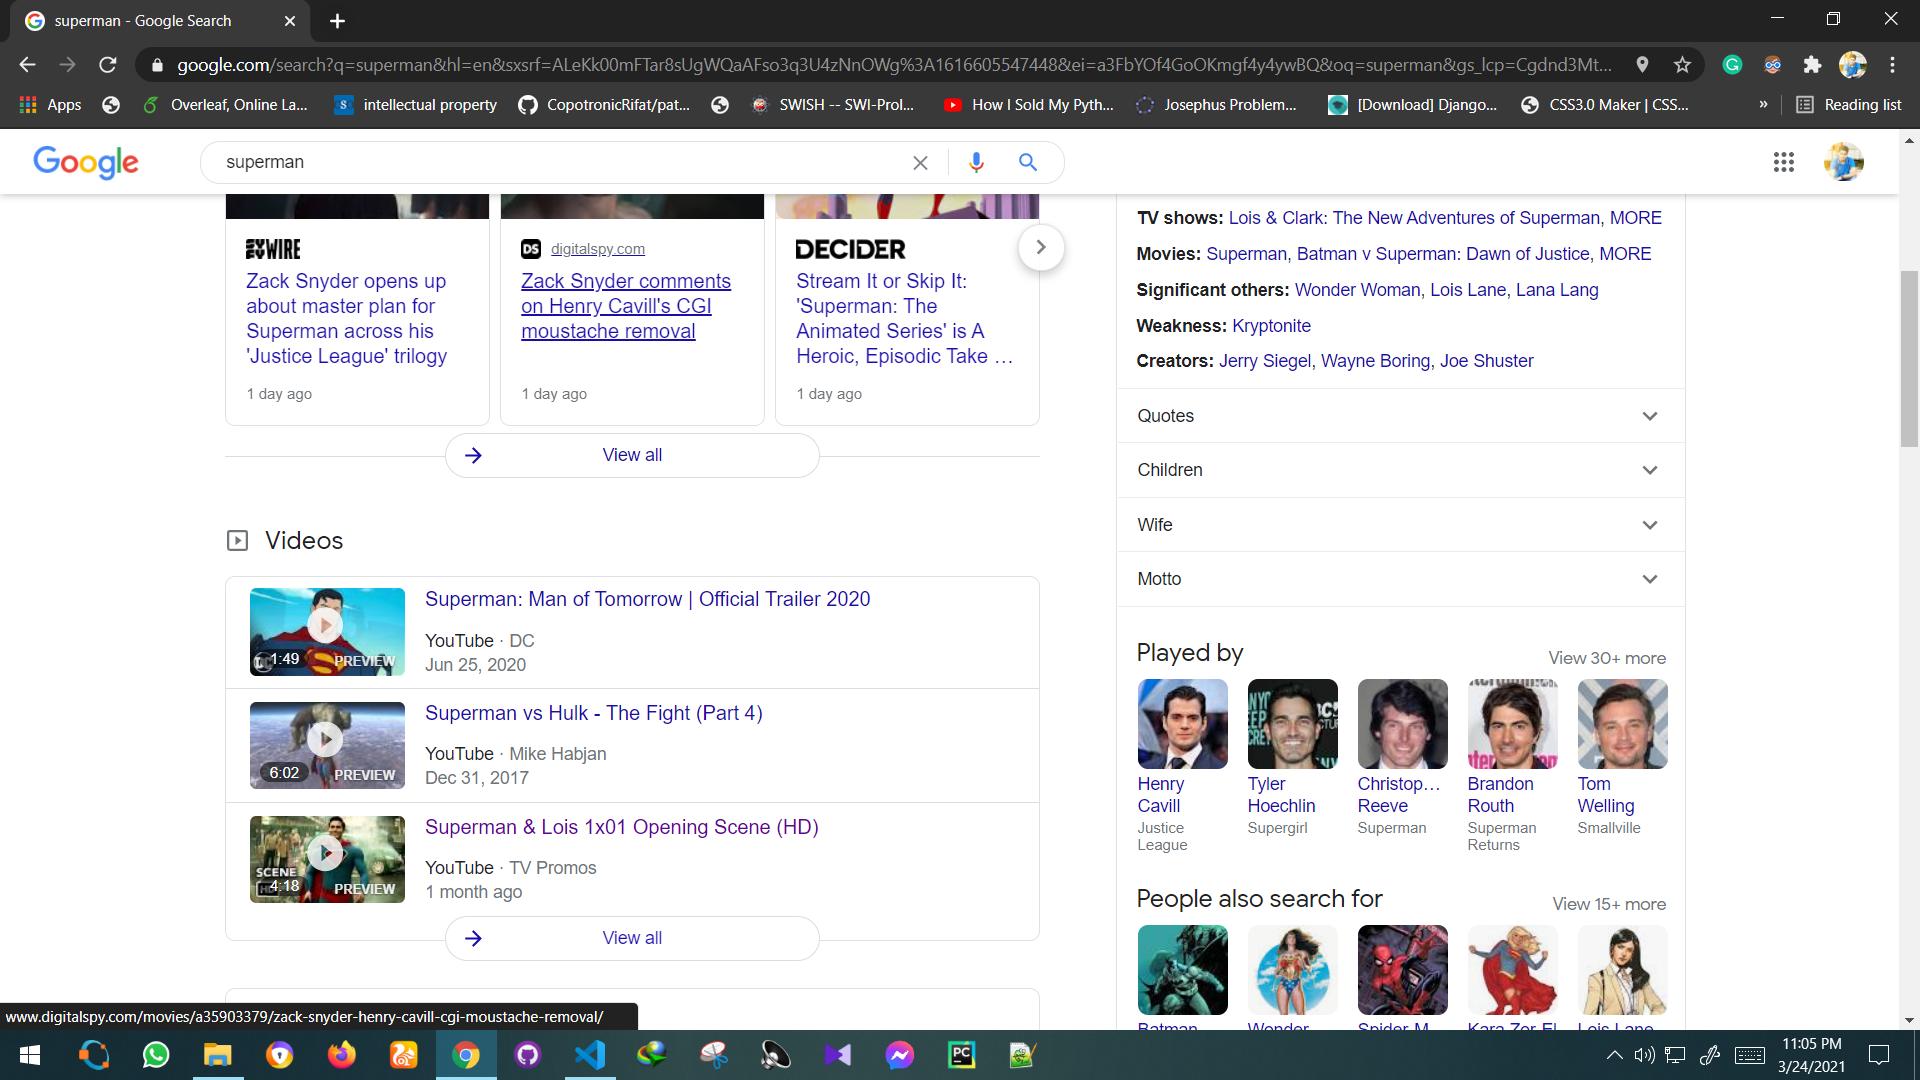 superman - Google Search
google.com/search?q=superman&hl=en&sxsrf=ALeKk00mFTar8sUgWQaAFso3q3U4zNnOWg%3A1616605547448&ei=a3FbYOf4GoOKmgf4y4ywBQ&oq=superman&gs_lcp=Cgdnd3Mt...
Apps
Overleaf, Online La...
intellectual property
CopotronicRifat/pat...
SWISH -- SWI-Prol...
How I Sold My Pyth...
Josephus Problem...
[Download] Django...
CSS3.0 Maker | CSS...
»
Reading list
Google
superman
SYFY WIRE
Zack Snyder opens up
about master plan for
Superman across his
'Justice League' trilogy
1 day ago
DS digitalspy.com
Zack Snyder comments
on Henry Cavill's CGI
moustache removal
1 day ago
DECIDER
Stream It or Skip It:
'Superman: The
Animated Series' is A
Heroic, Episodic Take ...
1 day ago
View all
Videos
1:49 PREVIEW
Superman: Man of Tomorrow | Official Trailer 2020
YouTube · DC
Jun 25, 2020
6:02 PREVIEW
Superman vs Hulk - The Fight (Part 4)
YouTube · Mike Habjan
Dec 31, 2017
SCENE
4:18 PREVIEW
Superman & Lois 1x01 Opening Scene (HD)
YouTube · TV Promos
1 month ago
View all
TV shows: Lois & Clark: The New Adventures of Superman, MORE
Movies: Superman, Batman v Superman: Dawn of Justice, MORE
Significant others: Wonder Woman, Lois Lane, Lana Lang
Weakness: Kryptonite
Creators: Jerry Siegel, Wayne Boring, Joe Shuster
Quotes
Children
Wife
Motto
Played by
View 30+ more
Henry
Cavill
Justice
League
Tyler
Hoechlin
Supergirl
Christop...
Reeve
Superman
Brandon
Routh
Superman
Returns
Tom
Welling
Smallville
People also search for
View 15+ more
Batman
Wonder
Spider-M
Kara Zor-El
Lois Lane
www.digitalspy.com/movies/a35903379/zack-snyder-henry-cavill-cgi-moustache-removal/
11:05 PM
3/24/2021